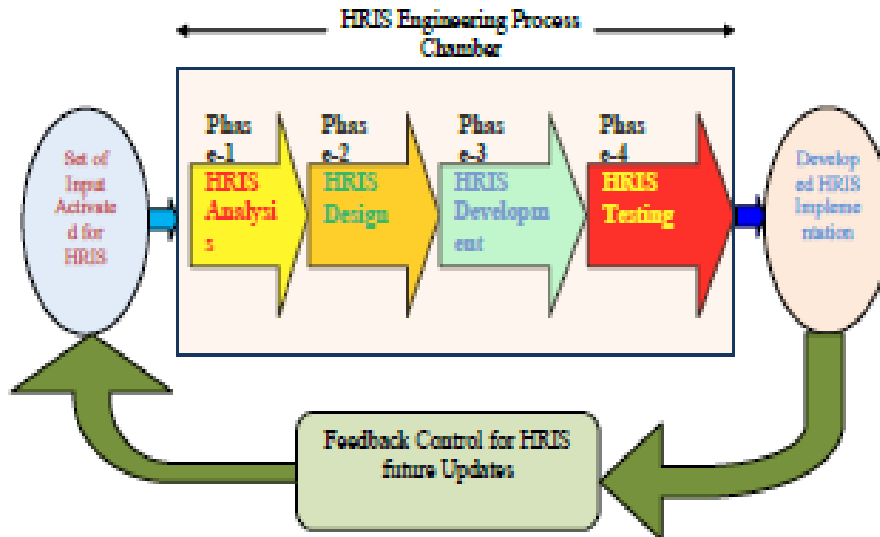 HRIS Engineering Process
Chamber
Set of
Input
Activate
d for
HRIS
Phas
e-1
HRIS
Analysi
s
Phas
e-2
HRIS
Design
Phas
e-3
HRIS
Developm
ent
Phas
e-4
HRIS
Testing
Develop
ed HRIS
Impleme
ntation
Feedback Control for HRIS
future Updates